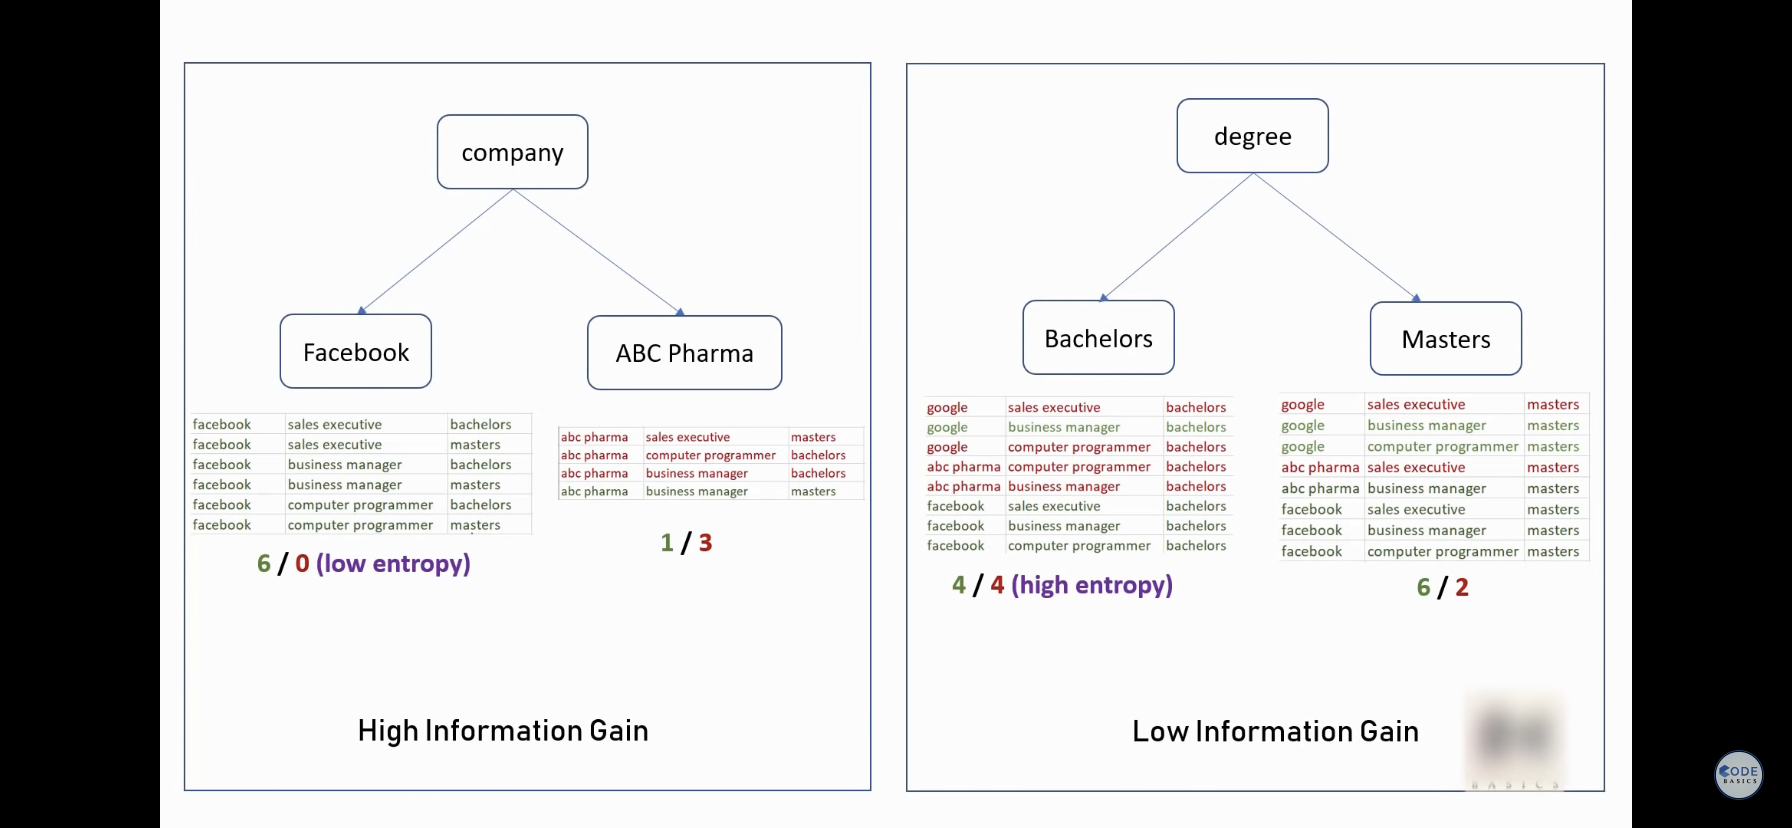 company
Facebook
ABC Pharma
facebook sales executive bachelors
facebook sales executive masters
facebook business manager bachelors
facebook business manager masters
facebook computer programmer bachelors
facebook computer programmer masters
6 / 0 (low entropy)
abc pharma sales executive masters
abc pharma computer programmer bachelors
abc pharma business manager bachelors
abc pharma business manager masters
1 / 3
High Information Gain
degree
Bachelors
Masters
google sales executive bachelors
google business manager bachelors
google computer programmer bachelors
abc pharma computer programmer bachelors
abc pharma business manager bachelors
facebook sales executive bachelors
facebook business manager bachelors
facebook computer programmer bachelors
4 / 4 (high entropy)
google sales executive masters
google business manager masters
google computer programmer masters
abc pharma sales executive masters
abc pharma business manager masters
facebook sales executive masters
facebook business manager masters
facebook computer programmer masters
6 / 2
Low Information Gain
BASICS
CODE
BASICS